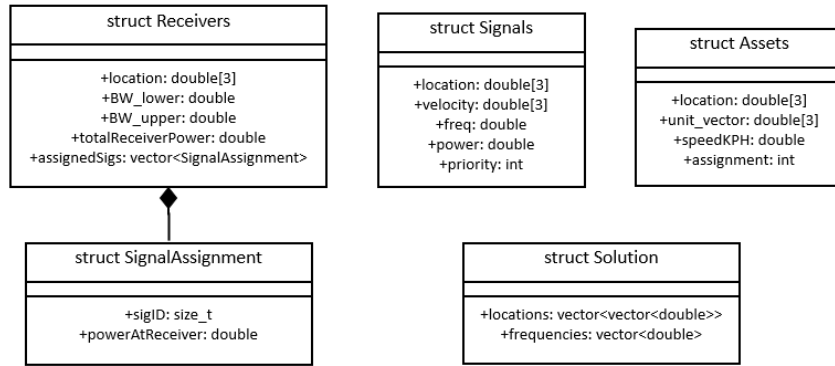 struct Receivers
+location: double[3]
+BW_lower: double
+BW_upper: double
+totalReceiverPower: double
+assignedSigs: vector<SignalAssignment>
struct Signals
+location: double[3]
+velocity: double[3]
+freq: double
+power: double
+priority: int
struct Assets
+location: double[3]
+unit_vector: double[3]
+speedKPH: double
+assignment: int
struct SignalAssignment
+sigID: size_t
+powerAtReceiver: double
struct Solution
+locations: vector<vector<double>>
+frequencies: vector<double>